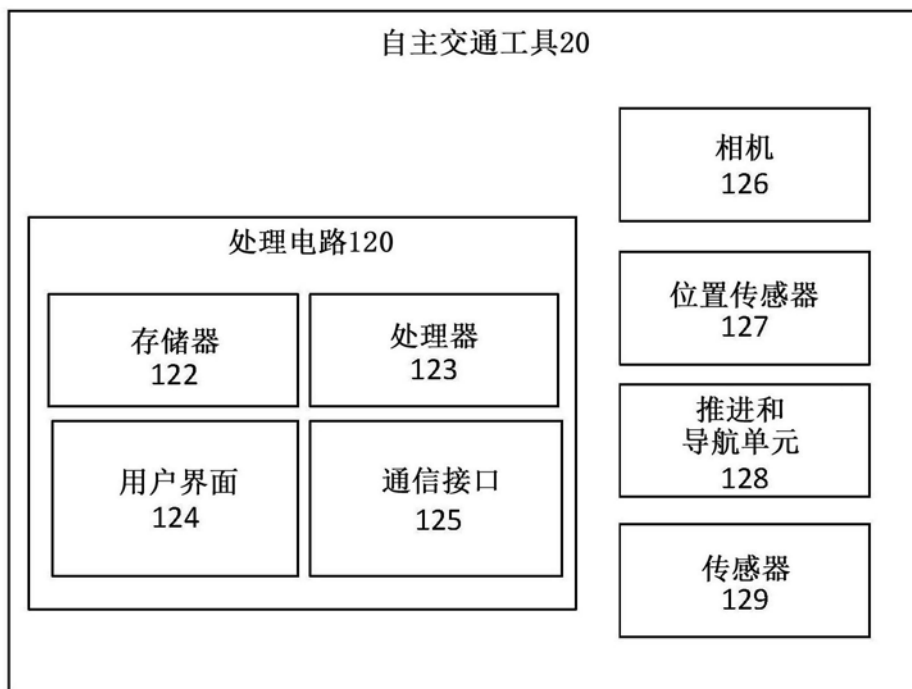 自主交通工具20
相机
126
处理电路120
位置传感器
127
存储器
122
处理器
123
推进和
导航单元
128
用户界面
124
通信接口
125
传感器
129